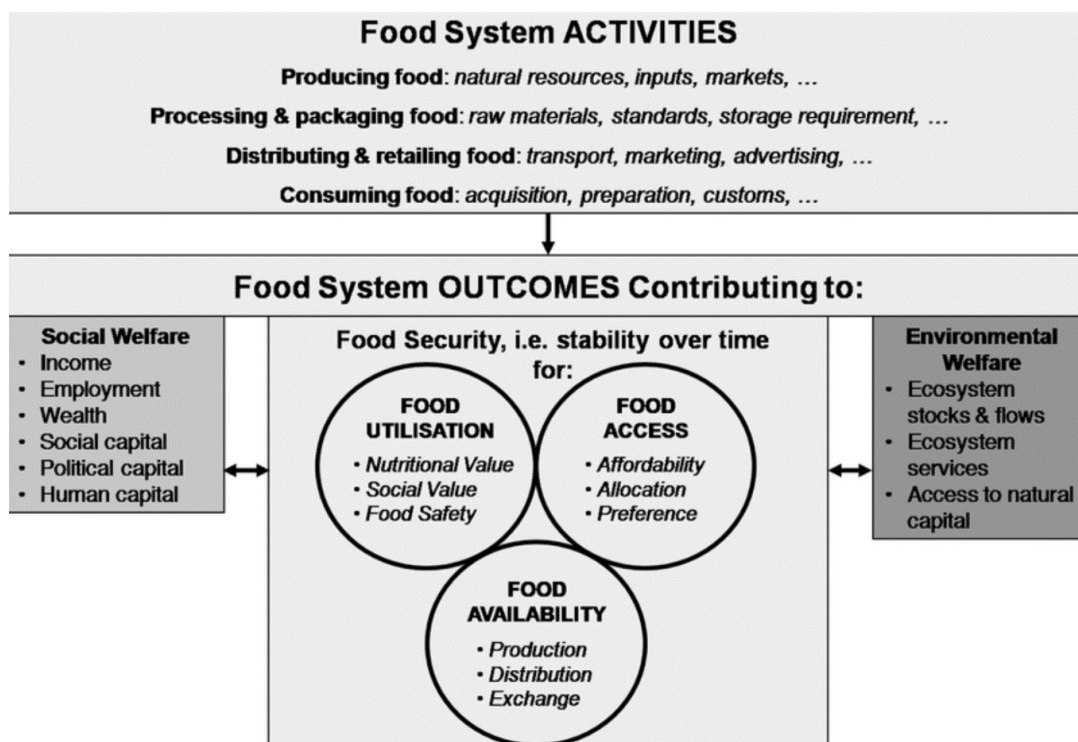 Food System ACTIVITIES
Producing food: natural resources, inputs, markets, …
Processing & packaging food: raw materials, standards, storage requirement, …
Distributing & retailing food: transport, marketing, advertising, …
Consuming food: acquisition, preparation, customs, …
Food System OUTCOMES Contributing to:
Social Welfare
• Income
• Employment
• Wealth
• Social capital
• Political capital
• Human capital
Food Security, i.e. stability over time
for:
FOOD
UTILISATION
• Nutritional Value
• Social Value
• Food Safety
FOOD
ACCESS
• Affordability
• Allocation
• Preference
FOOD
AVAILABILITY
• Production
• Distribution
• Exchange
Environmental
Welfare
• Ecosystem
stocks & flows
• Ecosystem
services
• Access to natural
capital